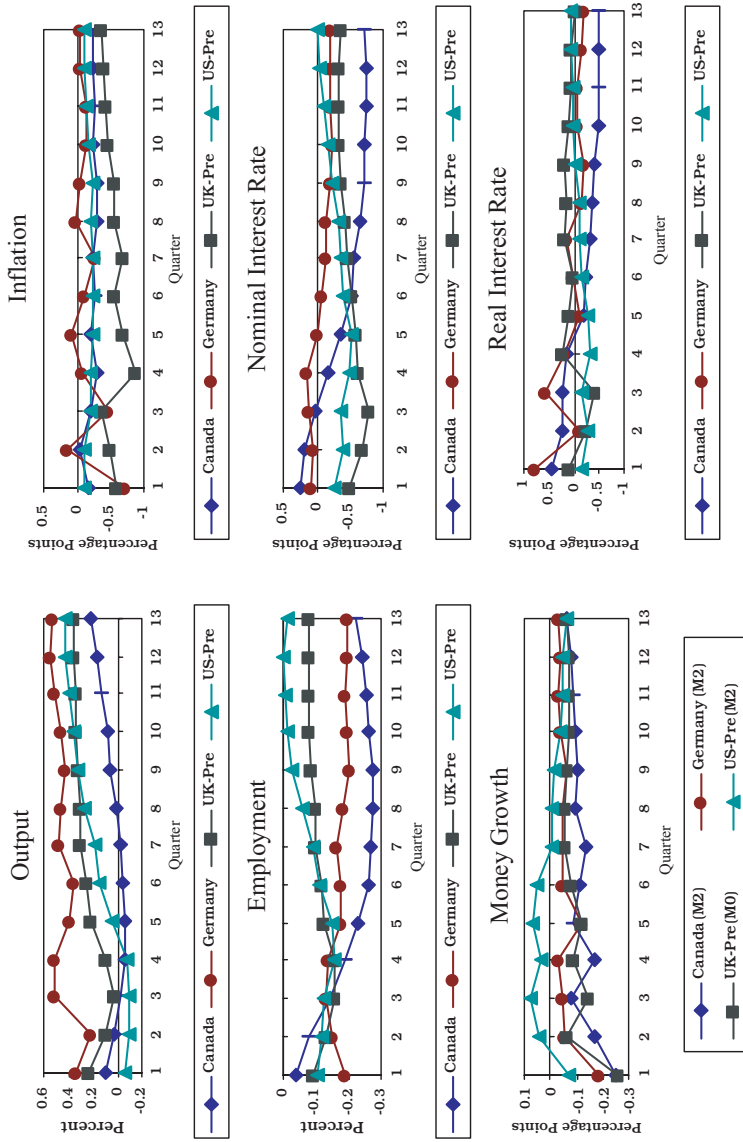 Output
Percent
0.6
0.4
0.2
0
-0.2
1 2 3 4 5 6 7 8 9 10 11 12 13
Quarter
Canada Germany UK-Pre US-Pre
Inflation
Percentage Points
0.5
0
-0.5
-1
1 2 3 4 5 6 7 8 9 10 11 12 13
Quarter
Canada Germany UK-Pre US-Pre
Employment
Percent
0
-0.1
-0.2
-0.3
1 2 3 4 5 6 7 8 9 10 11 12 13
Quarter
Canada Germany UK-Pre US-Pre
Nominal Interest Rate
Percentage Points
0.5
0
-0.5
-1
1 2 3 4 5 6 7 8 9 10 11 12 13
Quarter
Canada Germany UK-Pre US-Pre
Money Growth
Percentage Points
0.1
0
-0.1
-0.2
-0.3
1 2 3 4 5 6 7 8 9 10 11 12 13
Quarter
Canada (M2) Germany (M2)
UK-Pre (M0) US-Pre (M2)
Real Interest Rate
Percentage Points
1
0.5
0
-0.5
-1
1 2 3 4 5 6 7 8 9 10 11 12 13
Quarter
Canada Germany UK-Pre US-Pre